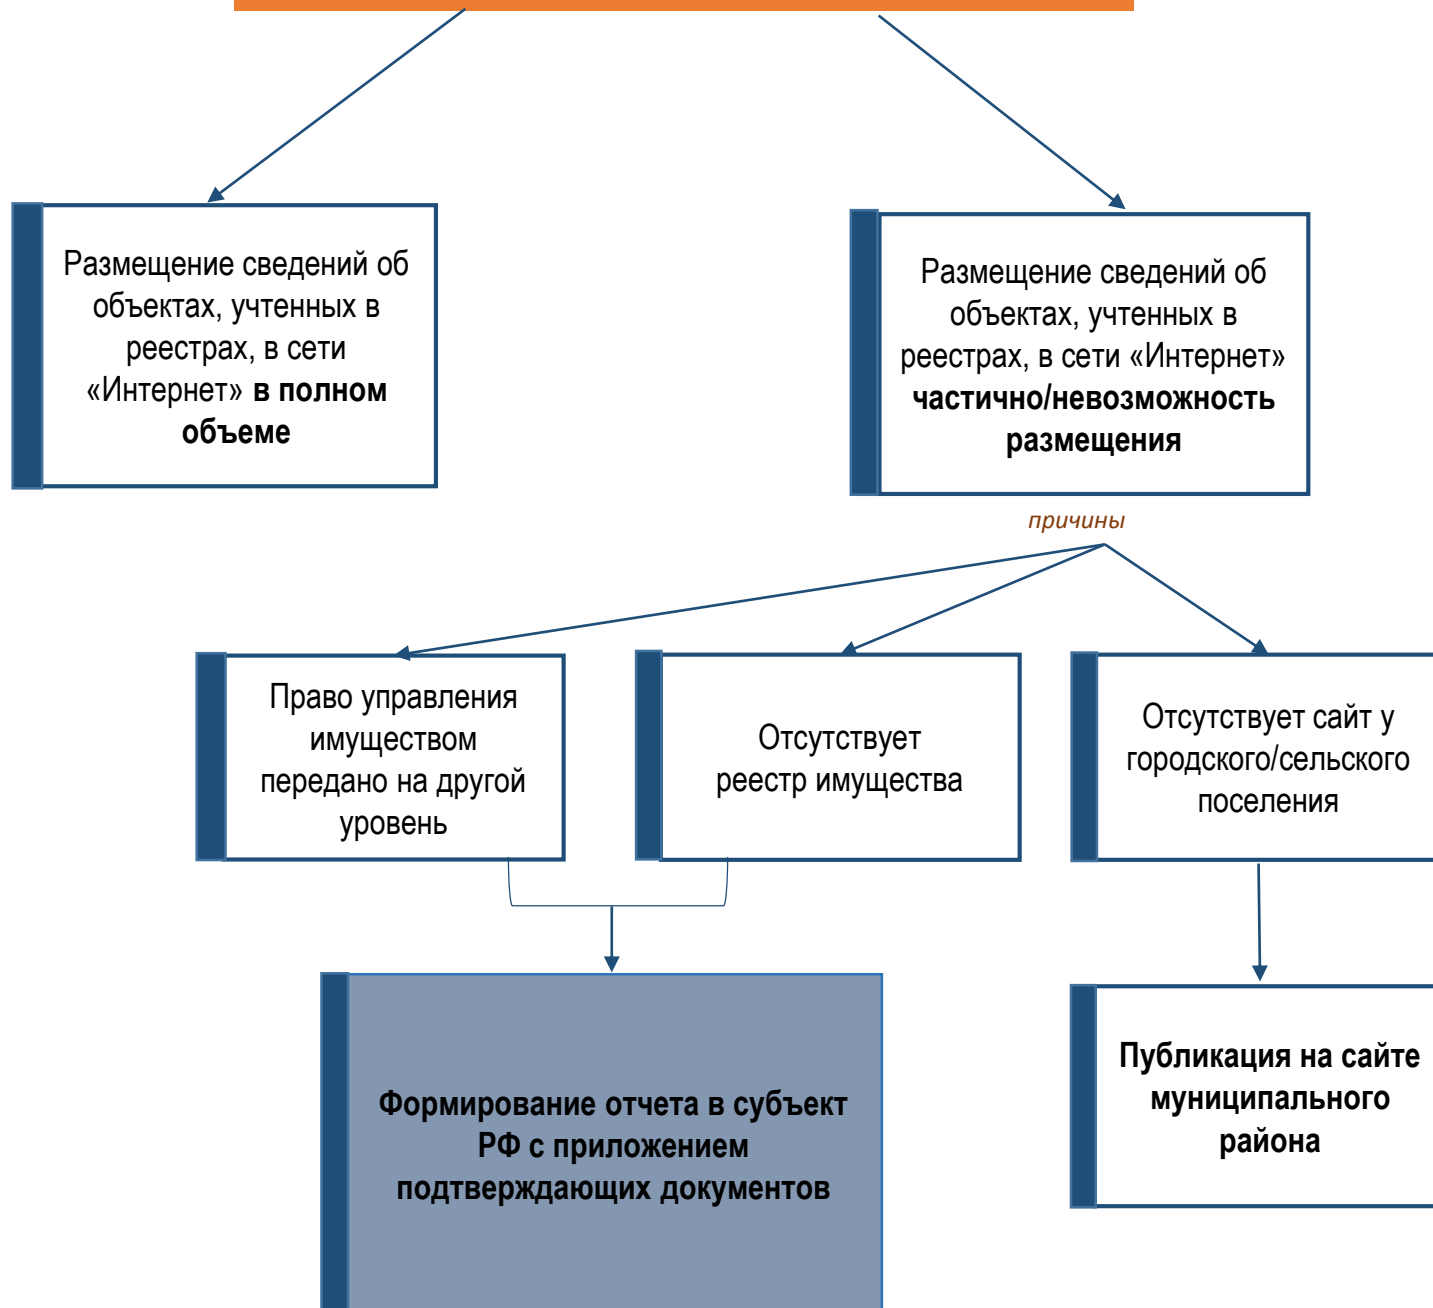 Размещение сведений об
объектах, учтенных в
реестрах, в сети
«Интернет» в полном
объеме
Размещение сведений об
объектах, учтенных в
реестрах, в сети «Интернет»
частично/невозможность
размещения
причины
Право управления
имуществом
передано на другой
уровень
Отсутствует
реестр имущества
Отсутствует сайт у
городского/сельского
поселения
Формирование отчета в субъект
РФ с приложением
подтверждающих документов
Публикация на сайте
муниципального
района